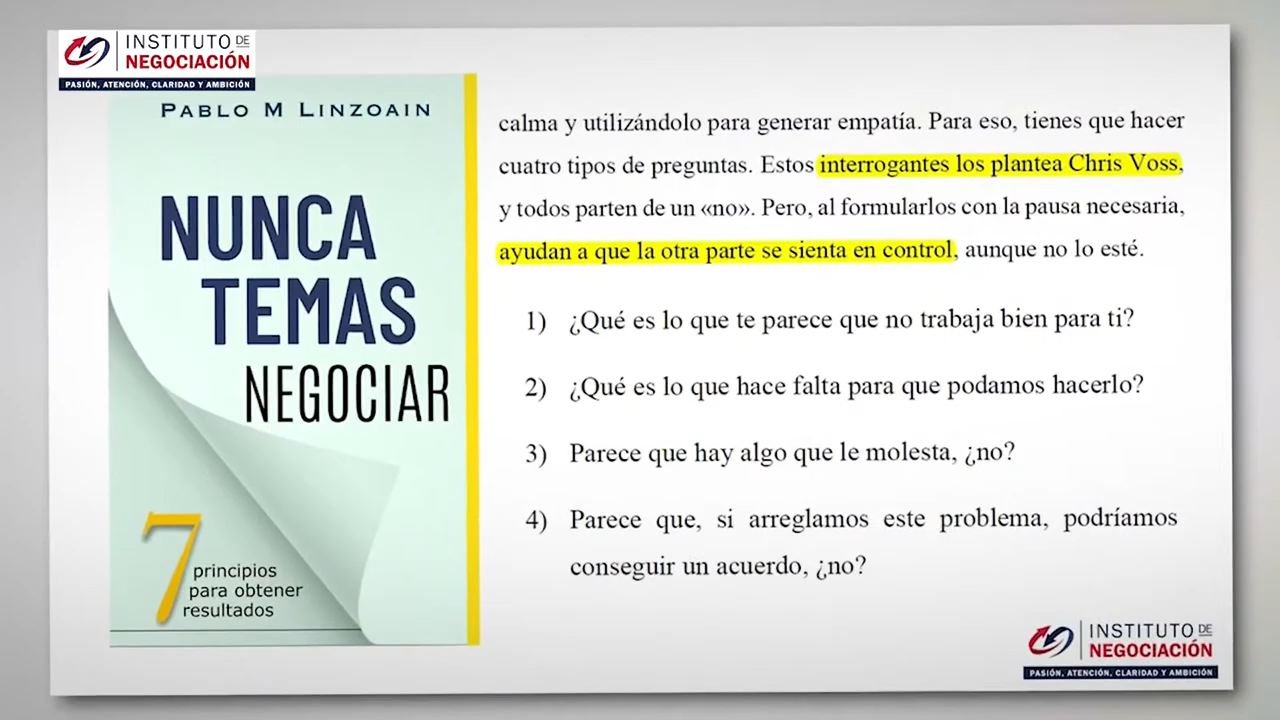 INSTITUTO DE
NEGOCIACIÓN
PASIÓN, ATENCIÓN, CLARIDAD Y AMBICIÓN
PABLO M LINZOAIN
NUNCA
TEMAS
NEGOCIAR
7
principios
para obtener
resultados
calma y utilizándolo para generar empatía. Para eso, tienes que hacer
cuatro tipos de preguntas. Estos interrogantes los plantea Chris Voss,
y todos parten de un «no». Pero, al formularlos con la pausa necesaria,
ayudan a que la otra parte se sienta en control, aunque no lo esté.
1) ¿Qué es lo que te parece que no trabaja bien para ti?
2) ¿Qué es lo que hace falta para que podamos hacerlo?
3) Parece que hay algo que le molesta, ¿no?
4) Parece que, si arreglamos este problema, podríamos
conseguir un acuerdo, ¿no?
INSTITUTO DE
NEGOCIACIÓN
PASIÓN, ATENCIÓN, CLARIDAD Y AMBICIÓN